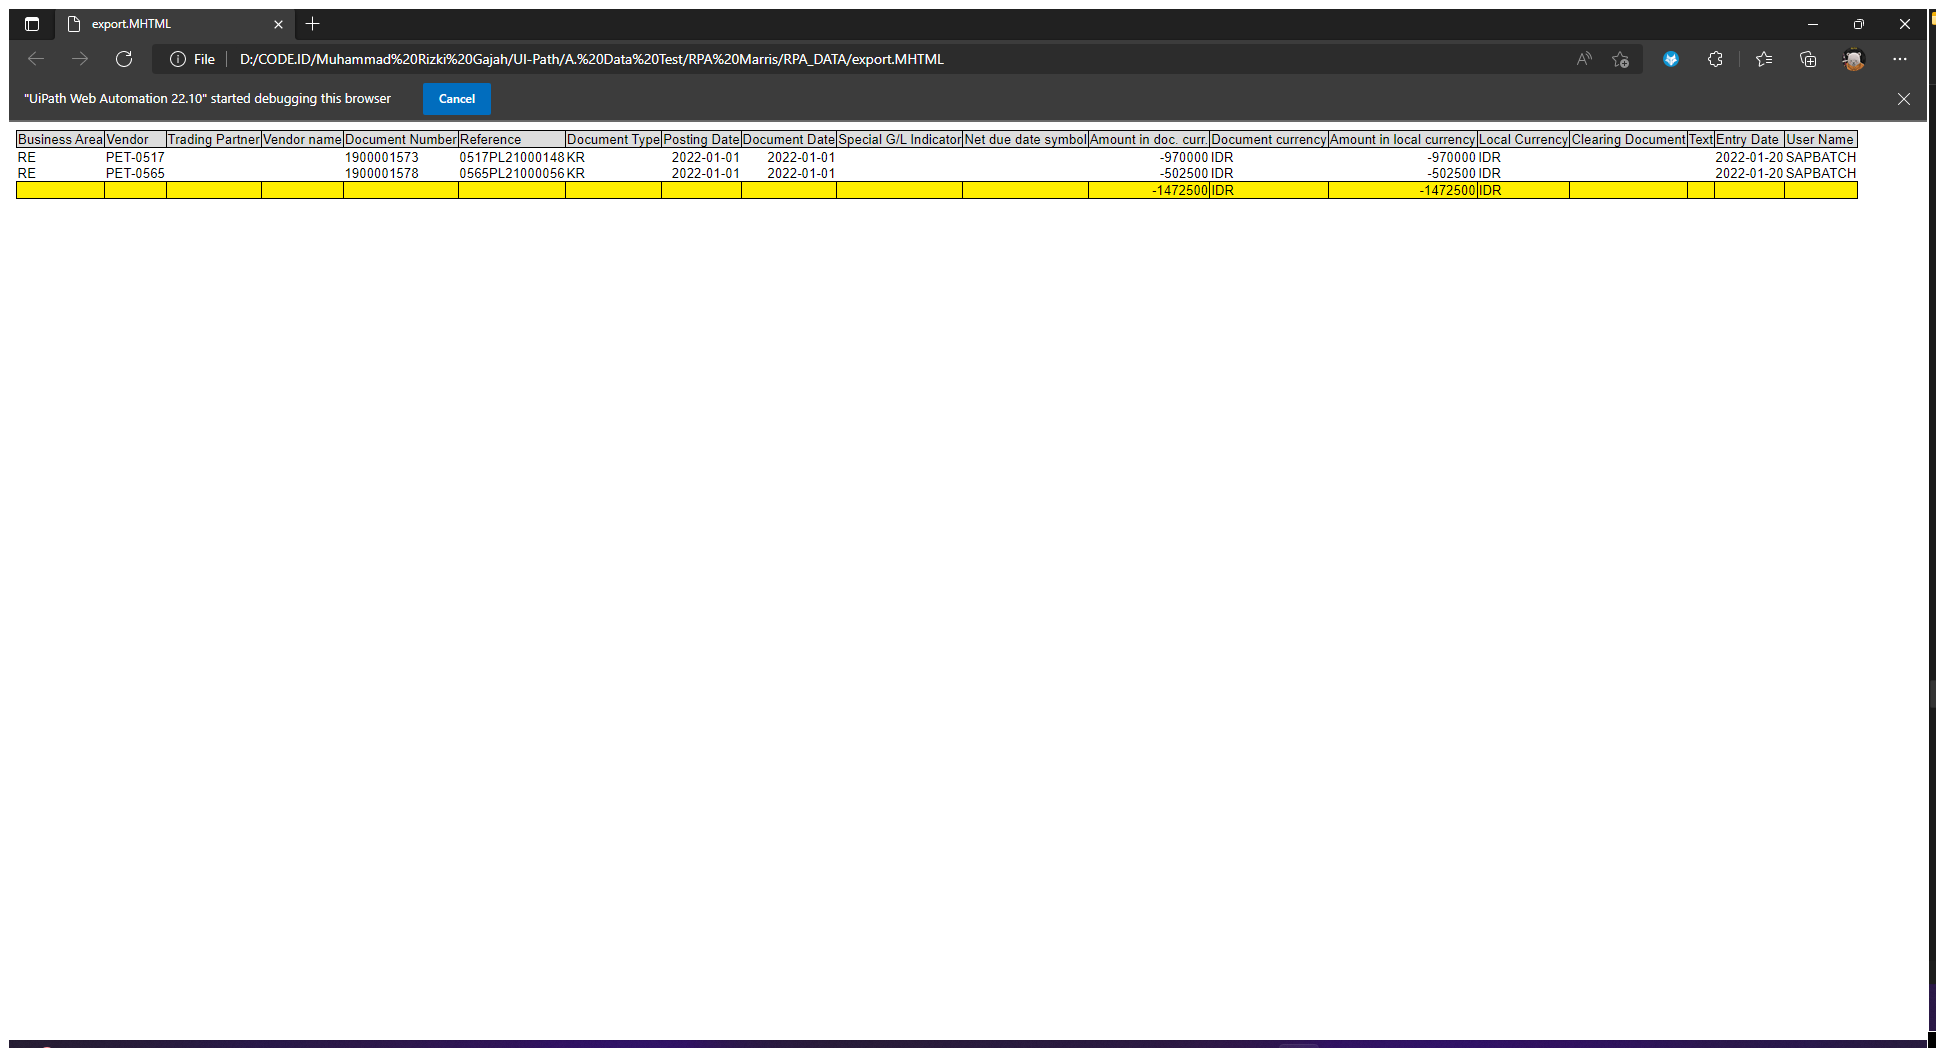 export.MHTML
File D:/CODE.ID/Muhammad%20Rizki%20Gajah/UI-Path/A.%20Data%20Test/RPA%20Marris/RPA_DATA/export.MHTML
"UiPath Web Automation 22.10" started debugging this browser Cancel
Business Area Vendor Trading Partner Vendor name Document Number Reference Document Type Posting Date Document Date Special G/L Indicator Net due date symbol Amount in doc. curr. Document currency Amount in local currency Local Currency Clearing Document Text Entry Date User Name
RE PET-0517 1900001573 0517PL21000148 KR 2022-01-01 2022-01-01 -970000 IDR -970000 IDR 2022-01-20 SAPBATCH
RE PET-0565 1900001578 0565PL21000056 KR 2022-01-01 2022-01-01 -502500 IDR -502500 IDR 2022-01-20 SAPBATCH
-1472500 IDR -1472500 IDR